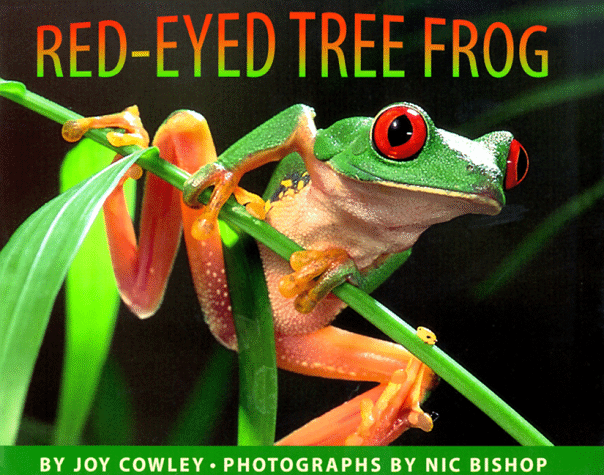 RED-EYED TREE FROG
BY JOY COWLEY • PHOTOGRAPHS BY NIC BISHOP